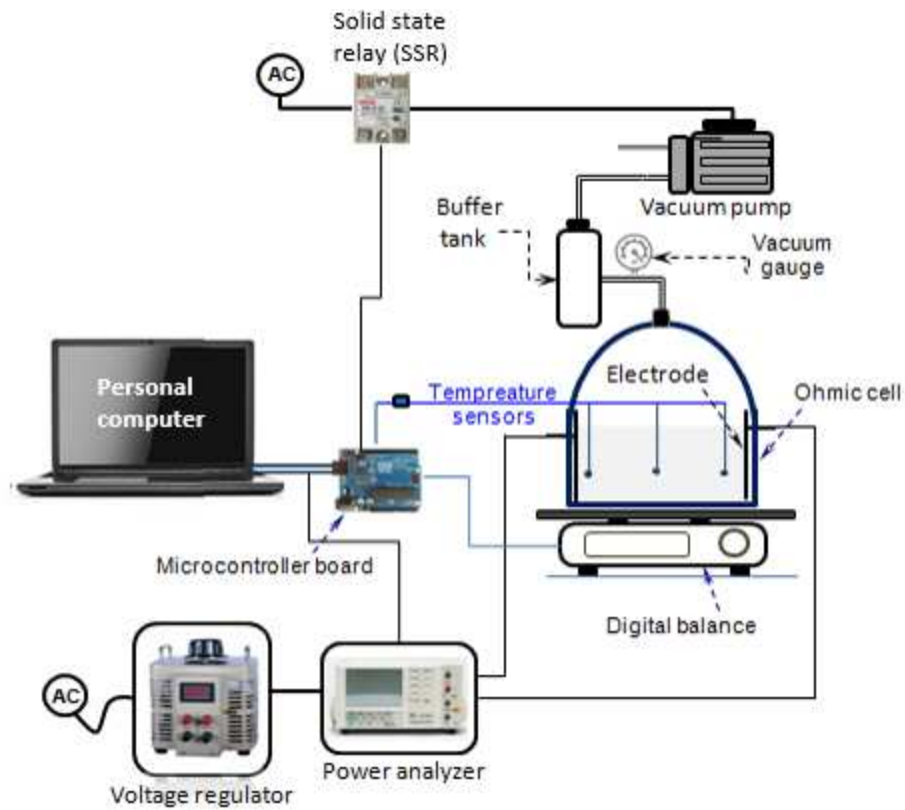 Solid state
relay (SSR)
AC
Vacuum pump
Buffer
tank
Vacuum
gauge
Personal
computer
Electrode
Ohmic cell
Tempreature
sensors
Microcontroller board
Digital balance
AC
Voltage regulator
Power analyzer